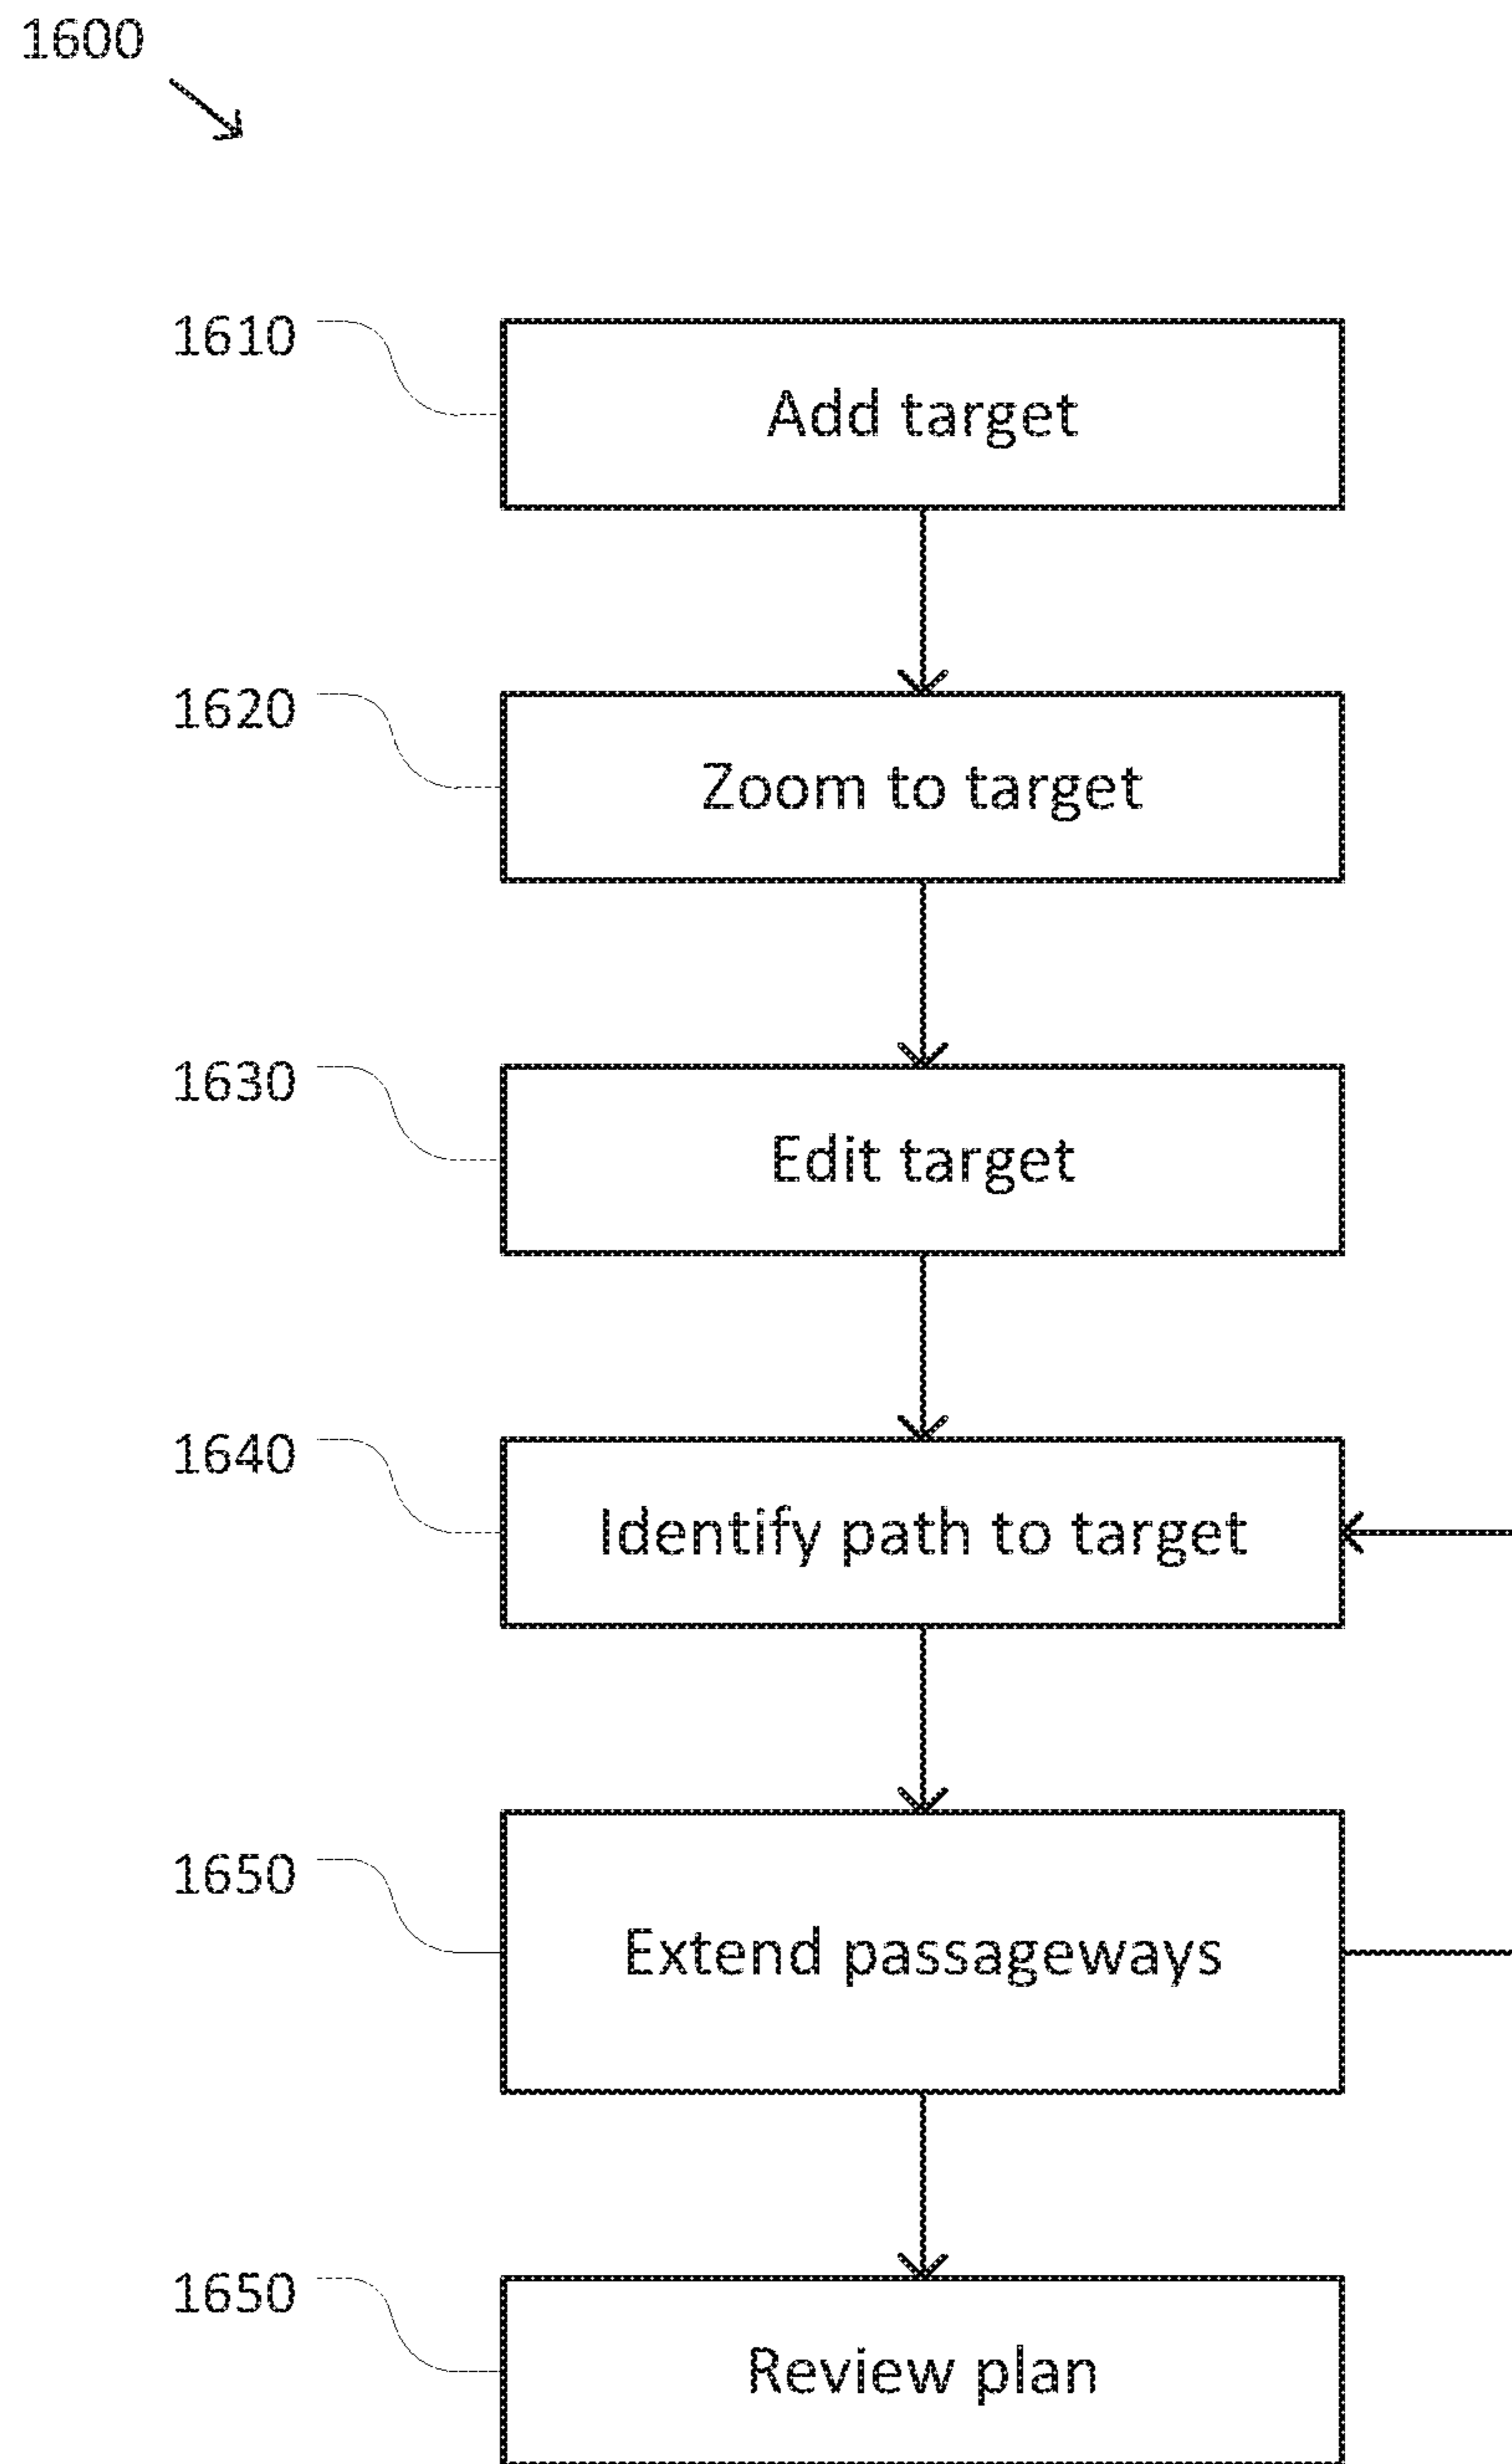 1600
1610
Add target
1620
Zoom to target
1630
Edit target
1640
Identify path to target
1650
Extend passageways
1650
Review plan